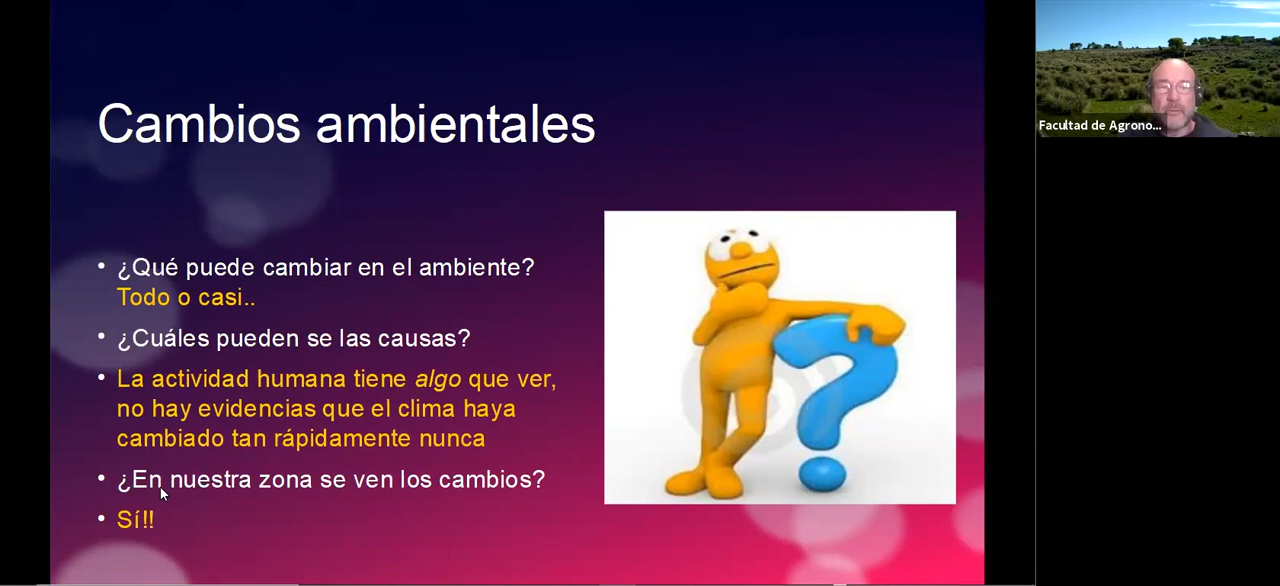 Cambios ambientales
• ¿Qué puede cambiar en el ambiente?
Todo o casi..
• ¿Cuáles pueden se las causas?
• La actividad humana tiene algo que ver,
no hay evidencias que el clima haya
cambiado tan rápidamente nunca
• ¿En nuestra zona se ven los cambios?
• Sí!!
Facultad de Agrono...